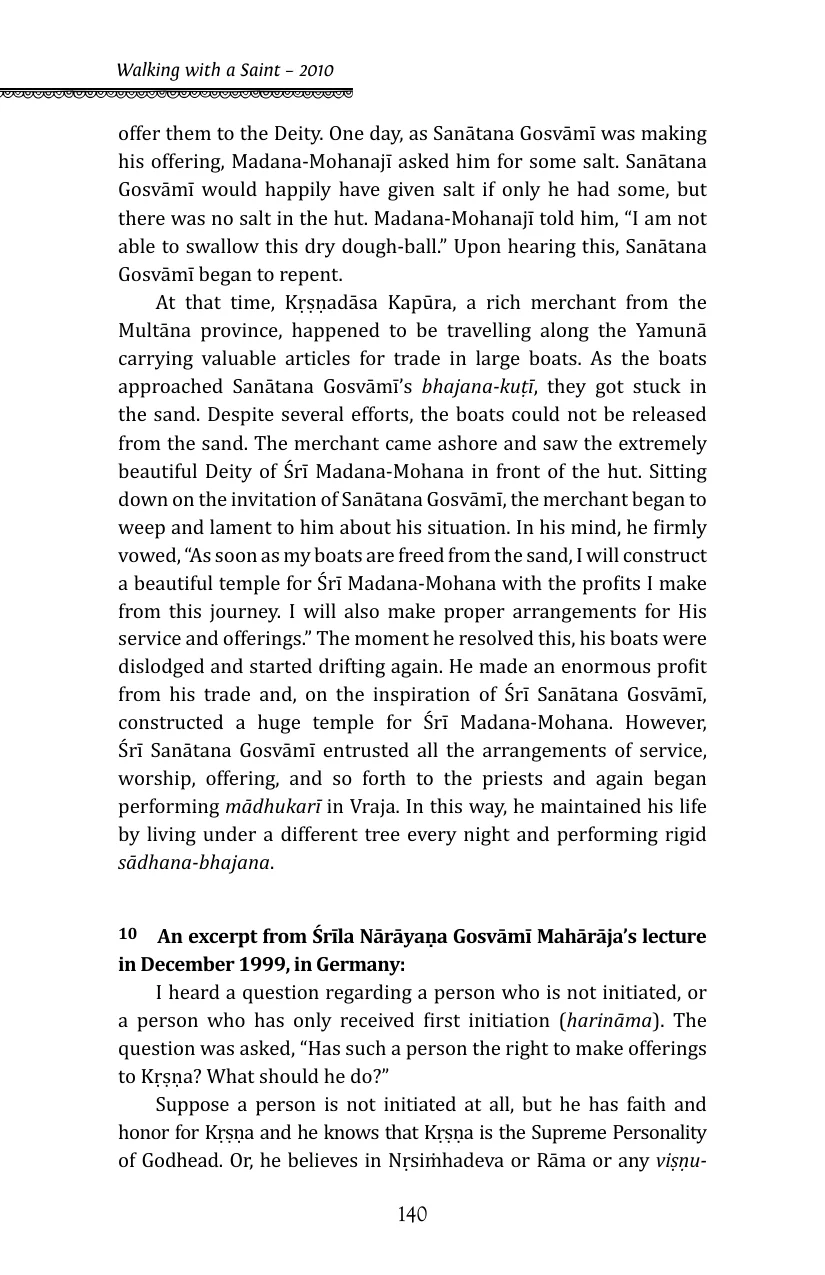 Walking with a Saint – 2010
offer them to the Deity. One day, as Sanātana Gosvāmī was making
his offering, Madana-Mohanajī asked him for some salt. Sanātana
Gosvāmī would happily have given salt if only he had some, but
there was no salt in the hut. Madana-Mohanajī told him, “I am not
able to swallow this dry dough-ball.” Upon hearing this, Sanātana
Gosvāmī began to repent.
At that time, Kṛṣṇadāsa Kapūra, a rich merchant from the
Multāna province, happened to be travelling along the Yamunā
carrying valuable articles for trade in large boats. As the boats
approached Sanātana Gosvāmī’s bhajana-kuṭī, they got stuck in
the sand. Despite several efforts, the boats could not be released
from the sand. The merchant came ashore and saw the extremely
beautiful Deity of Śrī Madana-Mohana in front of the hut. Sitting
down on the invitation of Sanātana Gosvāmī, the merchant began to
weep and lament to him about his situation. In his mind, he firmly
vowed, “As soon as my boats are freed from the sand, I will construct
a beautiful temple for Śrī Madana-Mohana with the profits I make
from this journey. I will also make proper arrangements for His
service and offerings.” The moment he resolved this, his boats were
dislodged and started drifting again. He made an enormous profit
from his trade and, on the inspiration of Śrī Sanātana Gosvāmī,
constructed a huge temple for Śrī Madana-Mohana. However,
Śrī Sanātana Gosvāmī entrusted all the arrangements of service,
worship, offering, and so forth to the priests and again began
performing mādhukarī in Vraja. In this way, he maintained his life
by living under a different tree every night and performing rigid
sādhana-bhajana.
10 An excerpt from Śrīla Nārāyaṇa Gosvāmī Mahārāja’s lecture
in December 1999, in Germany:
I heard a question regarding a person who is not initiated, or
a person who has only received first initiation (harināma). The
question was asked, “Has such a person the right to make offerings
to Kṛṣṇa? What should he do?”
Suppose a person is not initiated at all, but he has faith and
honor for Kṛṣṇa and he knows that Kṛṣṇa is the Supreme Personality
of Godhead. Or, he believes in Nṛsiṁhadeva or Rāma or any viṣṇu-
140